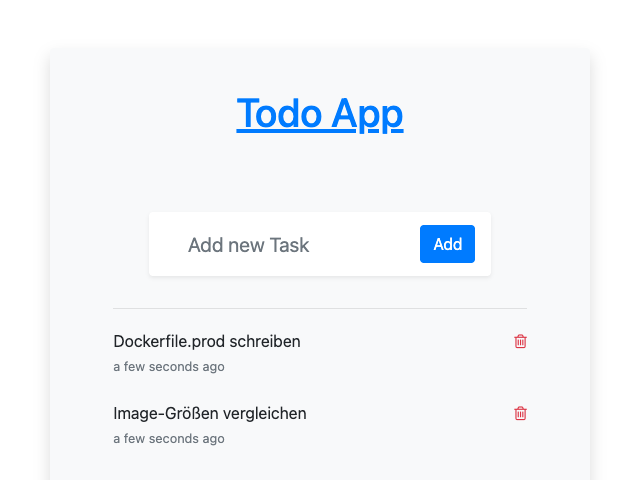 Todo App
Add new Task
Add
Dockerfile.prod schreiben
a few seconds ago
Image-Größen vergleichen
a few seconds ago